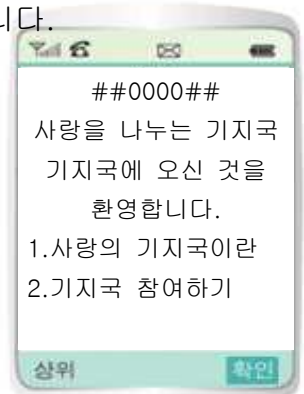 니다.
##0000##
사랑을 나누는 기지국
기지국에 오신 것을
환영합니다.
1.사랑의 기지국이란
2.기지국 참여하기
상위 확인